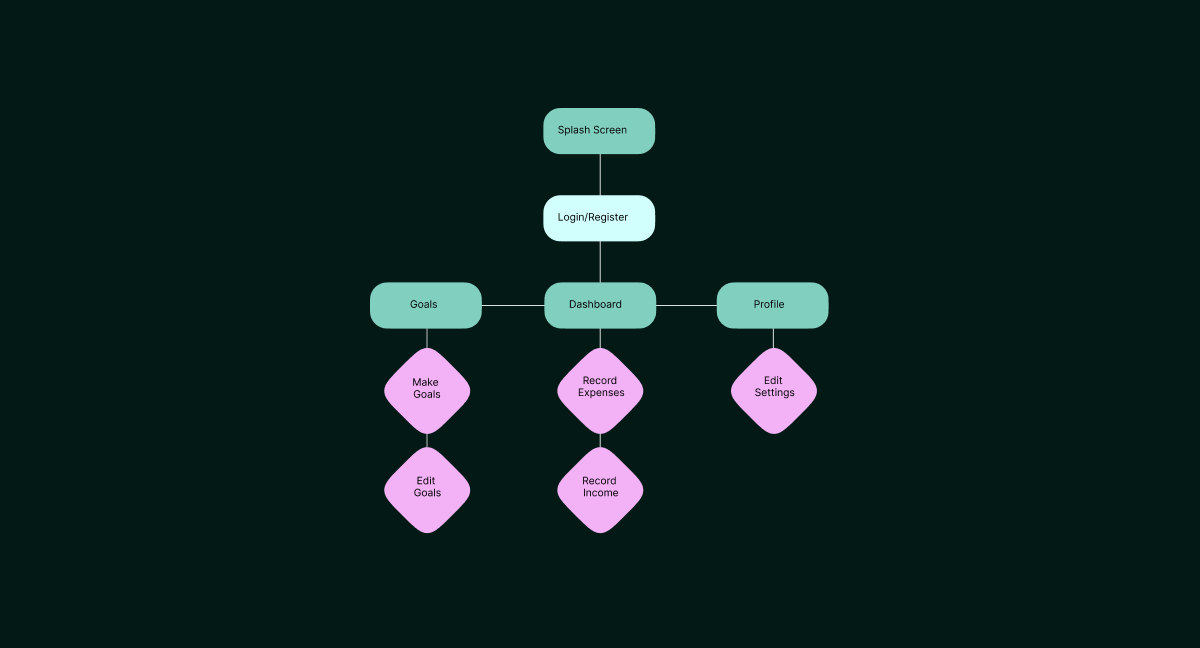 Splash Screen
Login/Register
Goals
Dashboard
Profile
Make
Goals
Record
Expenses
Edit
Settings
Edit
Goals
Record
Income